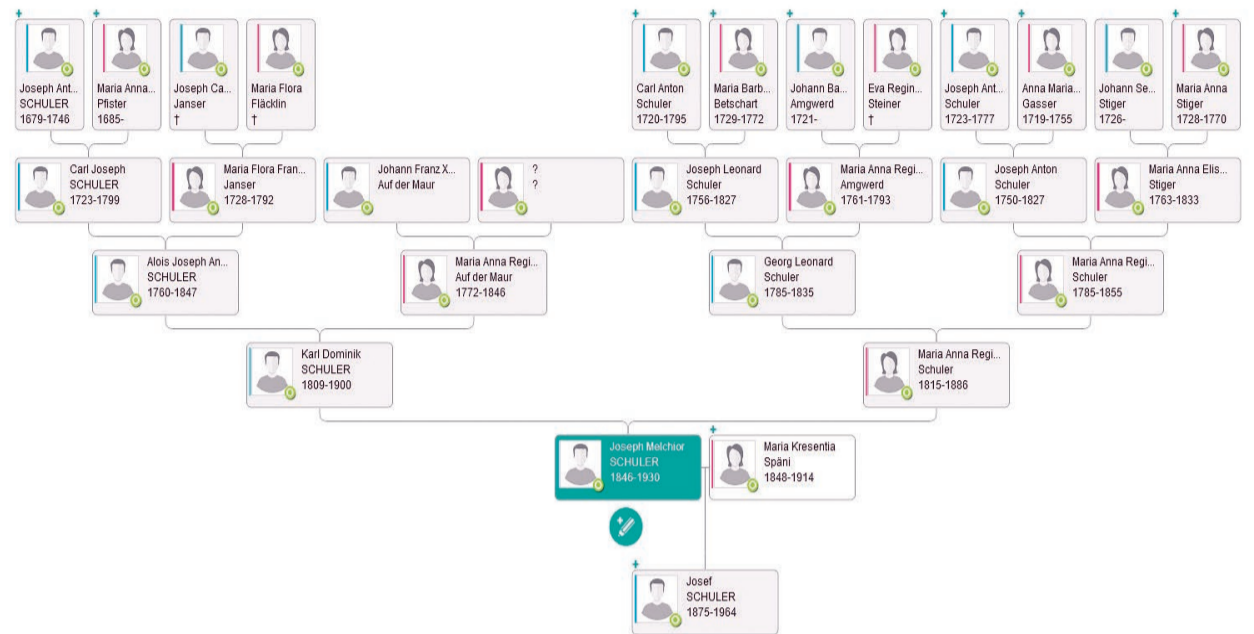 Joseph Ant...
SCHULER
1679-1746
Maria Anna...
Pfister
1685-
Joseph Ca...
Janser
†
Maria Flora
Fläcklin
†
Carl Anton
Schuler
1720-1795
Maria Barb...
Betschart
1729-1772
Johann Ba...
Amgwerd
1721-
Eva Regin...
Steiner
†
Joseph Ant...
Schuler
1723-1777
Anna Maria...
Gasser
1719-1755
Johann Se...
Stiger
1726-
Maria Anna
Stiger
1728-1770
Carl Joseph
SCHULER
1723-1799
Maria Flora Fran...
Janser
1728-1792
Johann Franz X...
Auf der Maur
?
?
Joseph Leonard
Schuler
1756-1827
Maria Anna Regi...
Amgwerd
1761-1793
Joseph Anton
Schuler
1750-1827
Maria Anna Elis...
Stiger
1763-1833
Alois Joseph An...
SCHULER
1760-1847
Maria Anna Regi...
Auf der Maur
1772-1846
Georg Leonard
Schuler
1785-1835
Maria Anna Regi...
Schuler
1785-1855
Karl Dominik
SCHULER
1809-1900
Maria Anna Regi...
Schuler
1815-1886
Joseph Melchior
SCHULER
1846-1930
Maria Kresentia
Späni
1848-1914
Josef
SCHULER
1875-1964